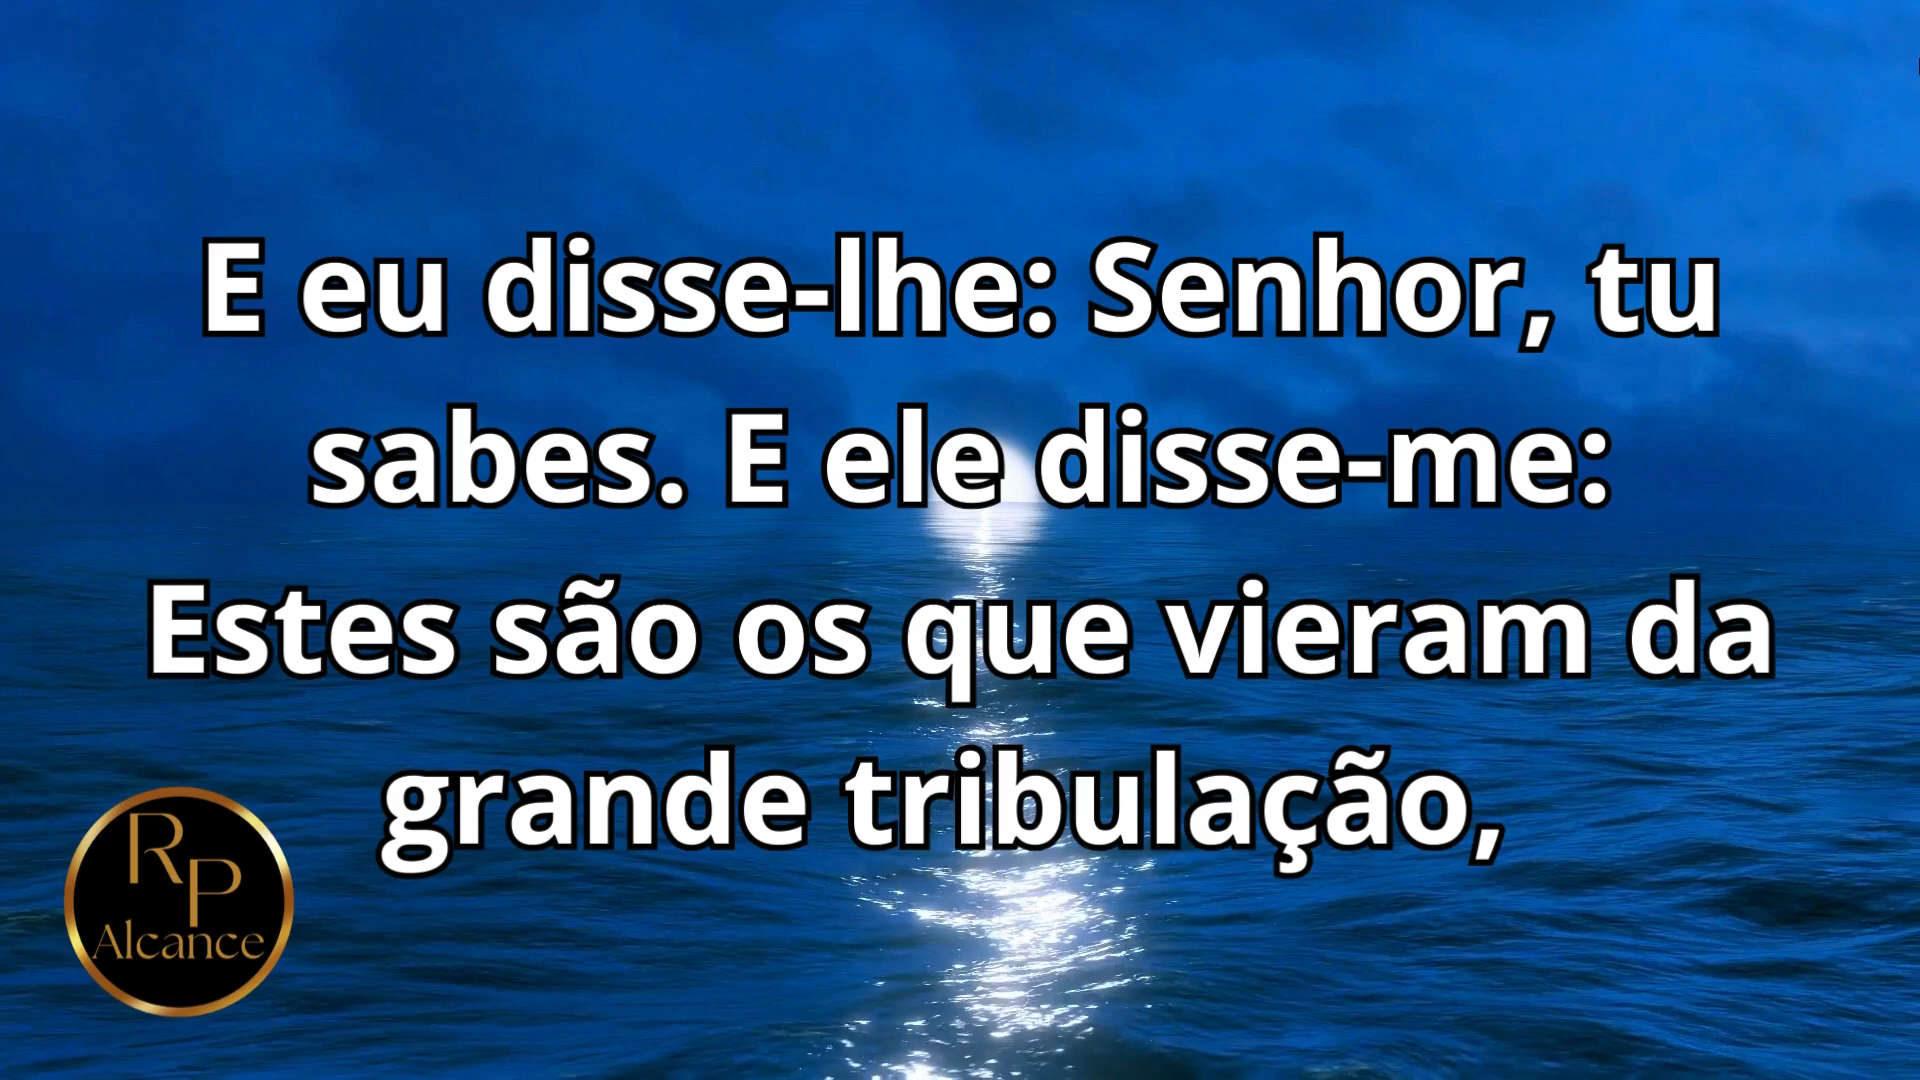 E eu disse-lhe: Senhor, tu
sabes. E ele disse-me:
Estes são os que vieram da
grande tribulação,
RP
Alcance